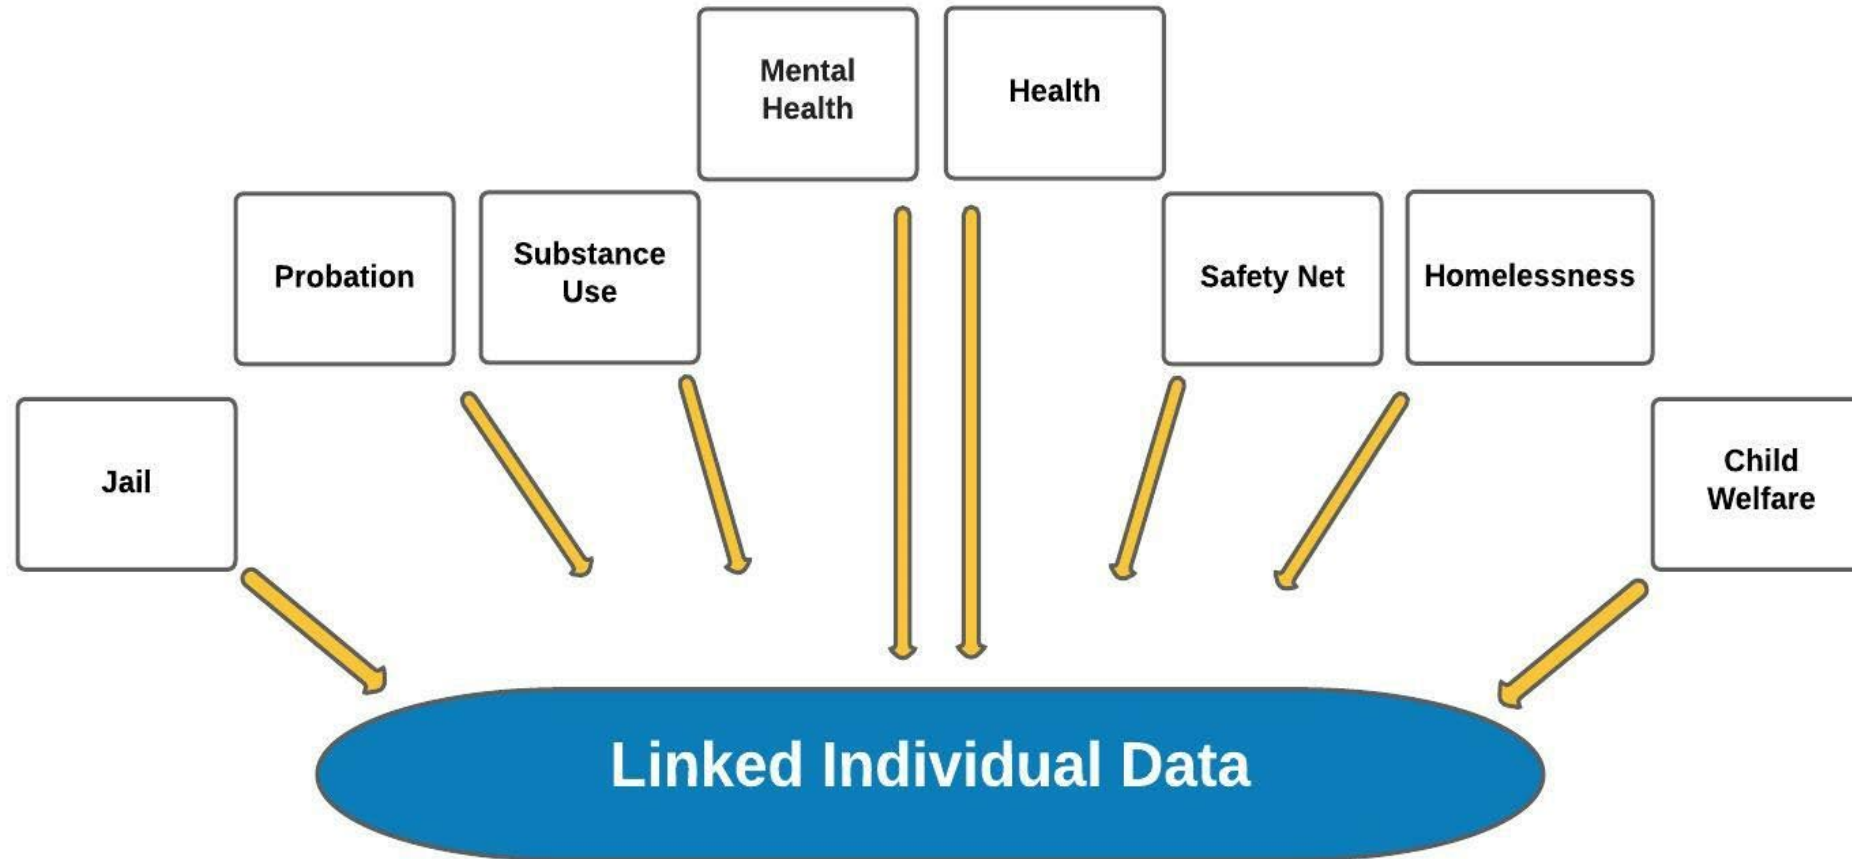 Mental
Health
Health
Probation
Substance
Use
Safety Net
Homelessness
Jail
Child
Welfare
Linked Individual Data